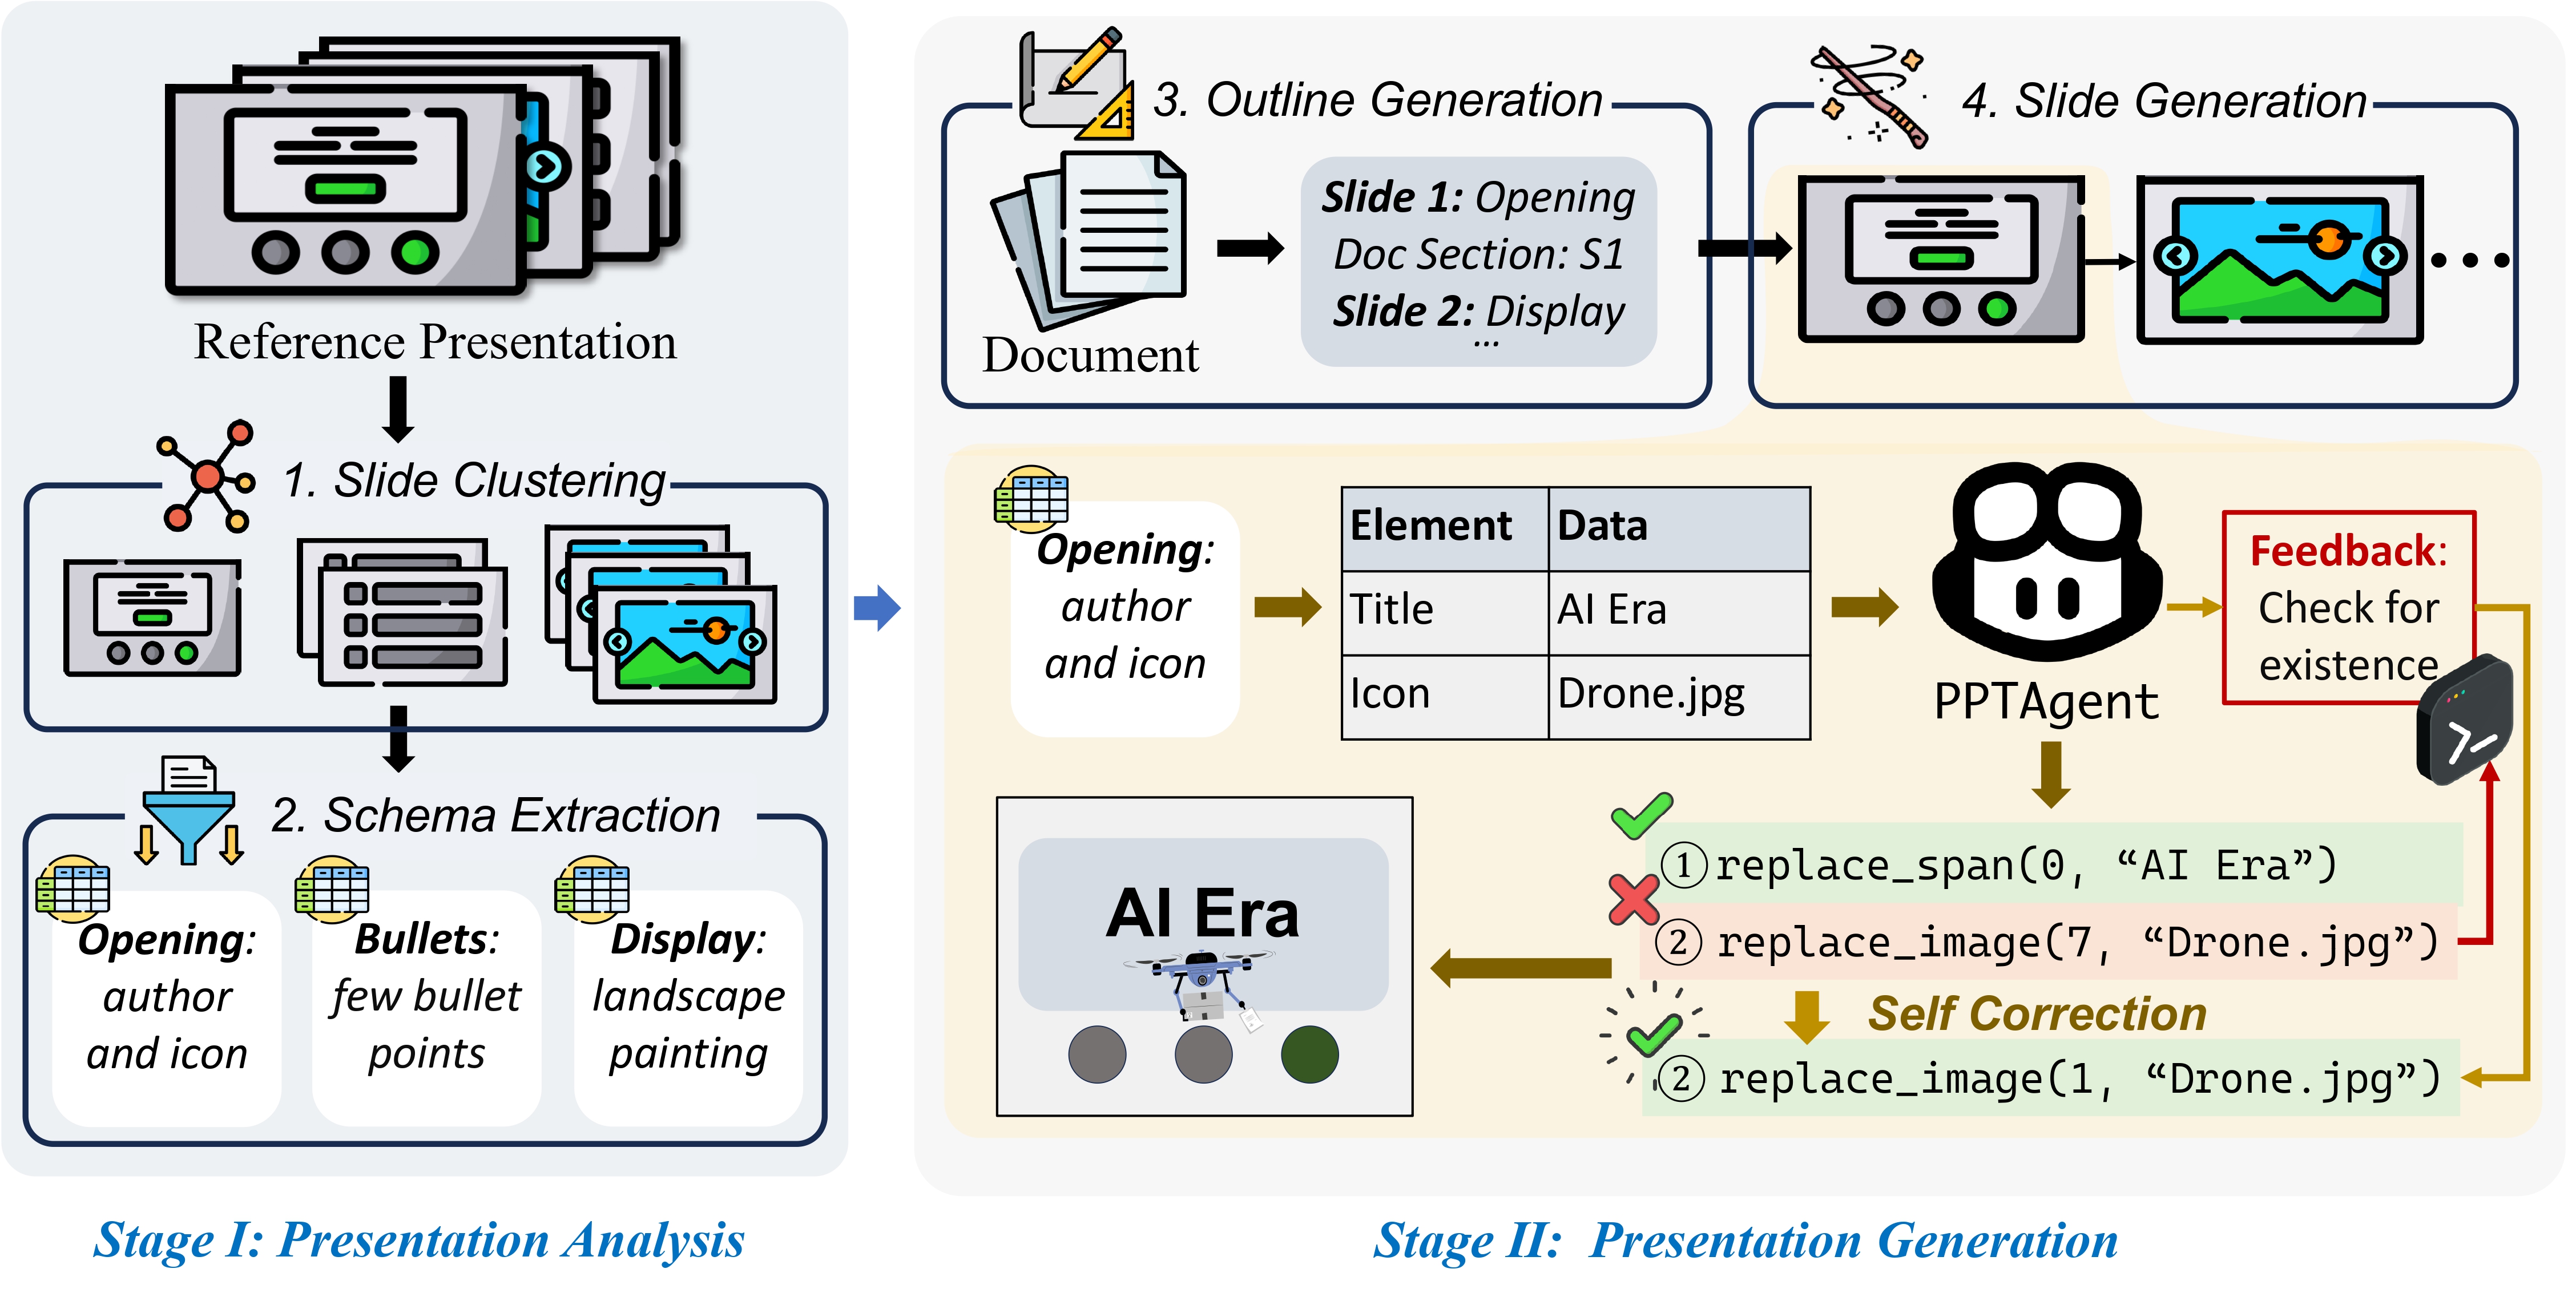 Reference Presentation
1. Slide Clustering
2. Schema Extraction
Opening:
author
and icon
Bullets:
few bullet
points
Display:
landscape
painting
Stage I: Presentation Analysis
3. Outline Generation
Document
Slide 1: Opening
Doc Section: S1
Slide 2: Display
...
4. Slide Generation
Opening:
author
and icon
Element Data
Title AI Era
Icon Drone.jpg
PPTAgent
Feedback:
Check for
existence
① replace_span(0, “AI Era”)
② replace_image(7, “Drone.jpg”)
Self Correction
② replace_image(1, “Drone.jpg”)
AI Era
Stage II: Presentation Generation